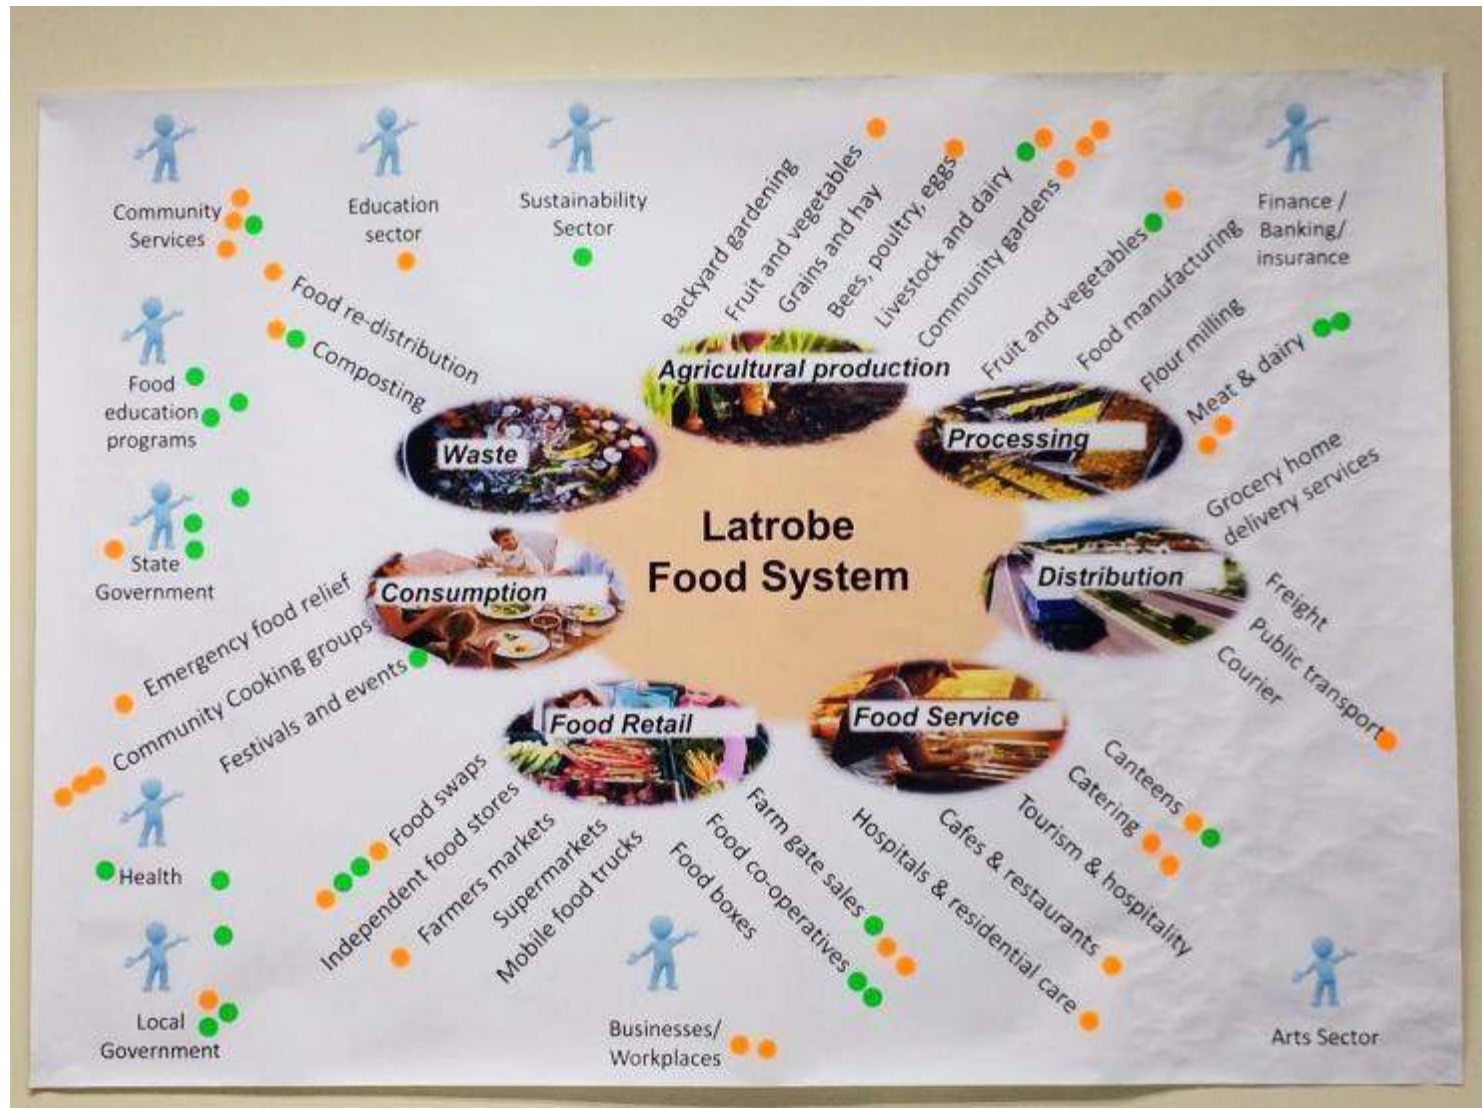 Community
Services
Education
sector
Sustainability
Sector
Finance /
Banking/
insurance
Food
education
programs
State
Government
Health
Local
Government
Businesses/
Workplaces
Arts Sector
Latrobe
Food System
Agricultural production
Backyard gardening
Fruit and vegetables
Grains and hay
Bees, poultry, eggs
Livestock and dairy
Community gardens
Processing
Fruit and vegetables
Food manufacturing
Flour milling
Meat & dairy
Distribution
Grocery home
delivery services
Freight
Public transport
Courier
Food Service
Canteens
Catering
Tourism & hospitality
Cafes & restaurants
Hospitals & residential care
Food Retail
Farm gate sales
Food co-operatives
Food boxes
Mobile food trucks
Supermarkets
Farmers markets
Independent food stores
Food swaps
Consumption
Emergency food relief
Community Cooking groups
Festivals and events
Waste
Food re-distribution
Composting